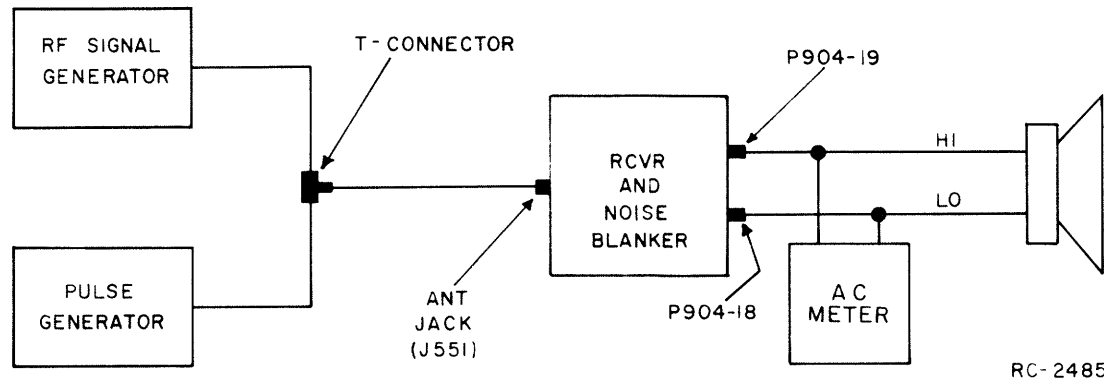 RF SIGNAL
GENERATOR
T-CONNECTOR
P904-19
RCVR
AND
NOISE
BLANKER
HI
LO
PULSE
GENERATOR
ANT
JACK
(J551)
P904-18
AC
METER
RC-2485